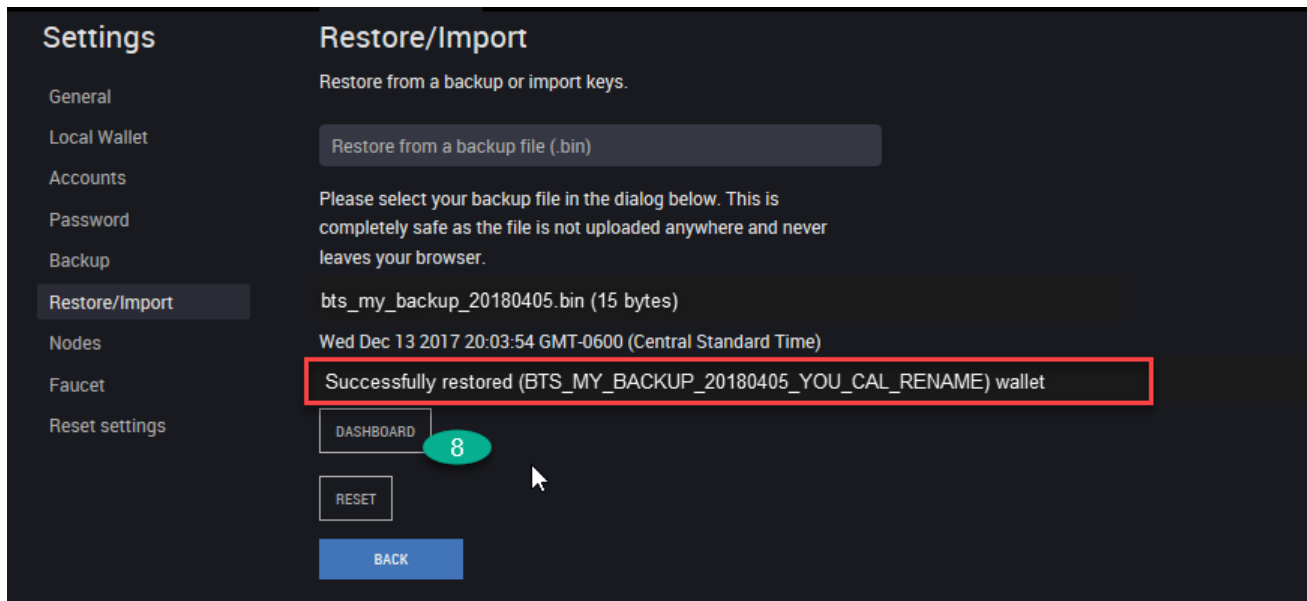 Settings
General
Local Wallet
Accounts
Password
Backup
Restore/Import
Nodes
Faucet
Reset settings
Restore/Import
Restore from a backup or import keys.
Restore from a backup file (.bin)
Please select your backup file in the dialog below. This is
completely safe as the file is not uploaded anywhere and never
leaves your browser.
bts_my_backup_20180405.bin (15 bytes)
Wed Dec 13 2017 20:03:54 GMT-0600 (Central Standard Time)
Successfully restored (BTS_MY_BACKUP_20180405_YOU_CAL_RENAME) wallet
DASHBOARD
8
RESET
BACK